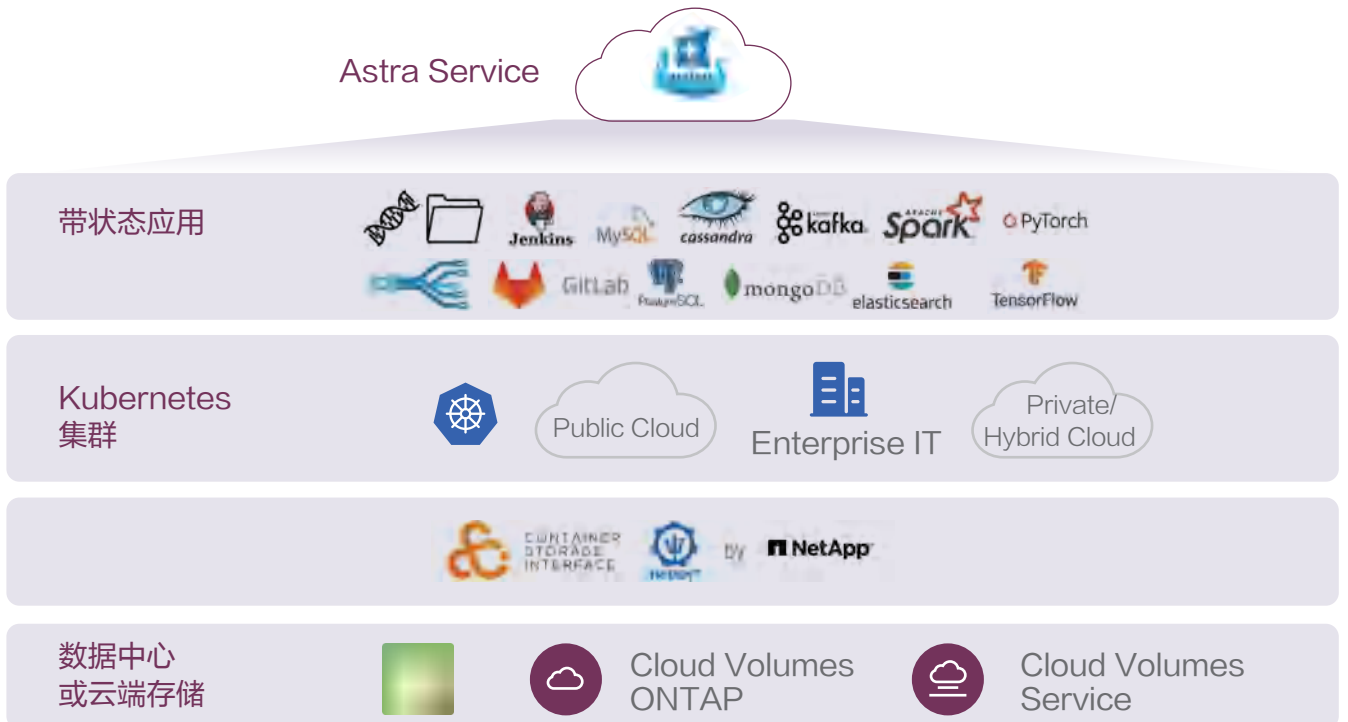 Astra Service
带状态应用
Jenkins
MySQL
cassandra
kafka
APACHE
Spark
PyTorch
GitLab
PostgreSQL
mongoDB
elasticsearch
TensorFlow
Kubernetes
集群
Public Cloud
Enterprise IT
Private/
Hybrid Cloud
CONTAINER
STORAGE
INTERFACE
TRIDENT
by
NetApp
数据中心
或云端存储
Cloud Volumes
ONTAP
Cloud Volumes
Service